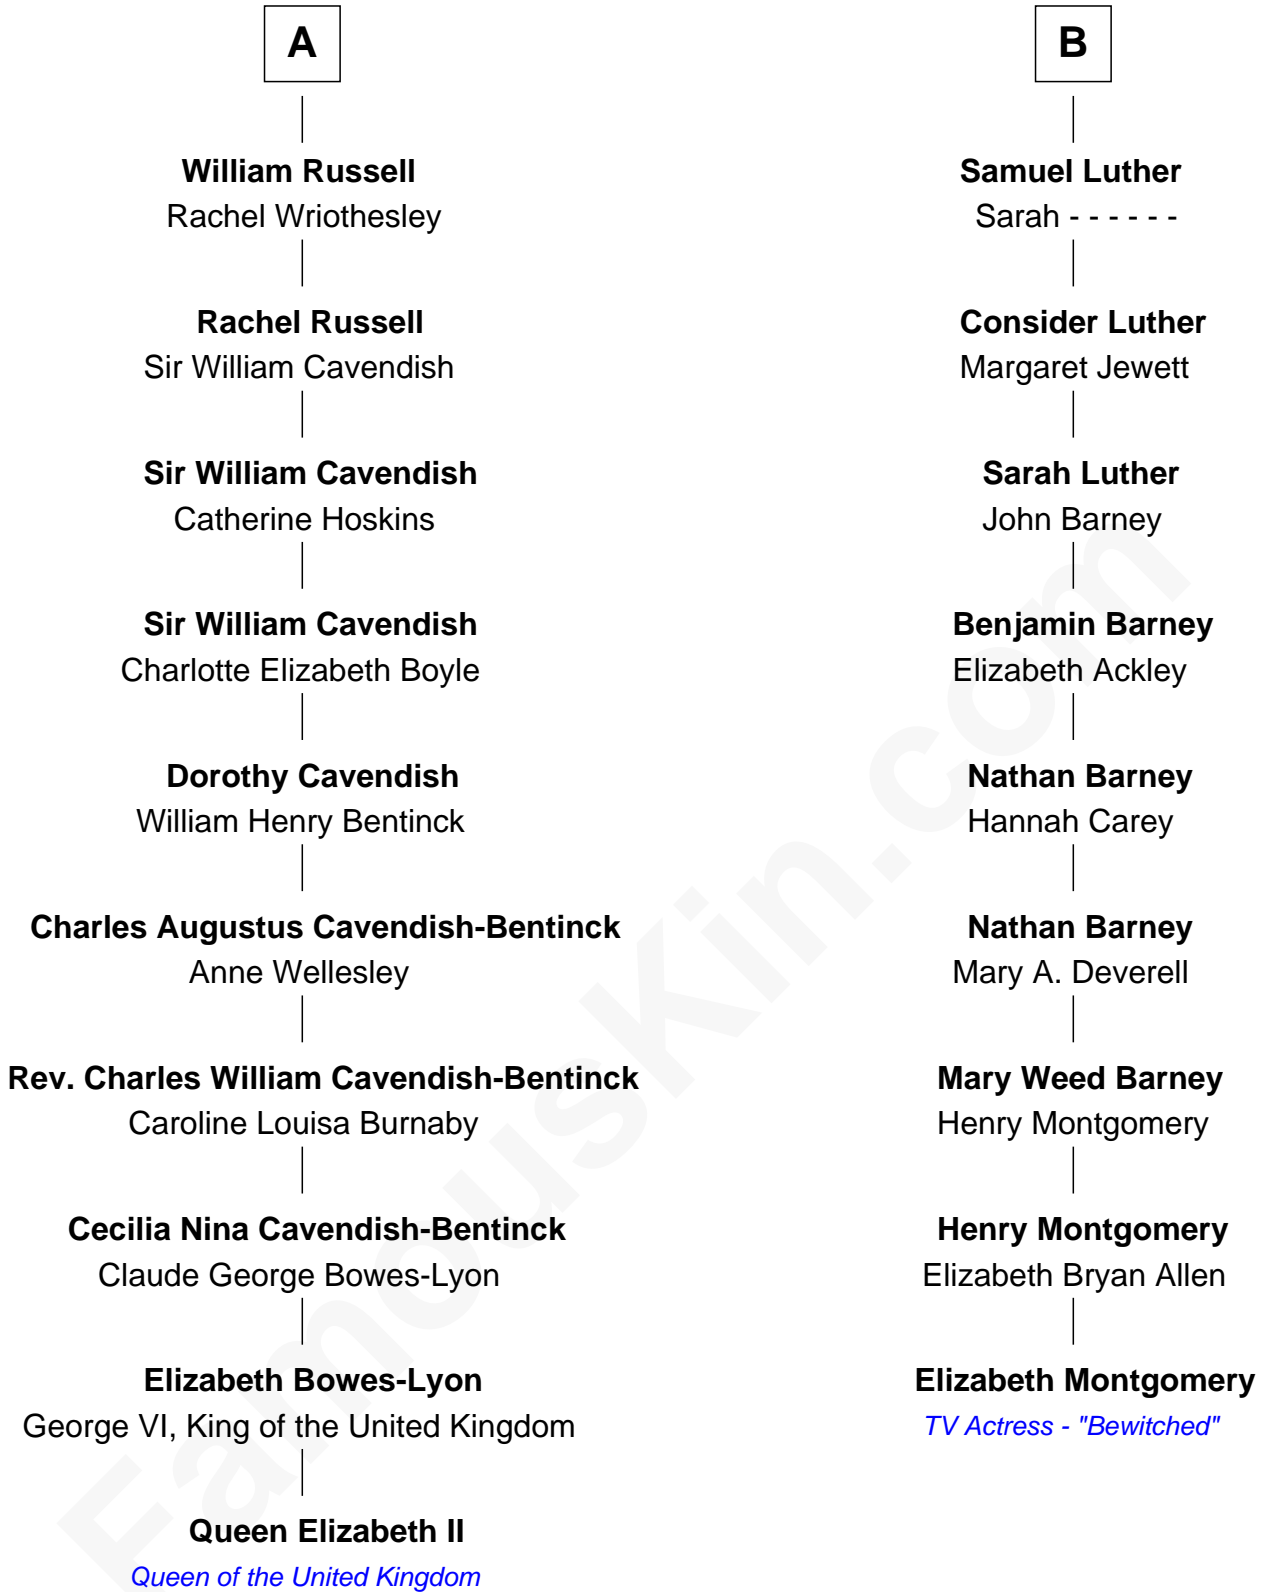 A
William Russell
Rachel Wriothesley
Rachel Russell
Sir William Cavendish
Sir William Cavendish
Catherine Hoskins
Sir William Cavendish
Charlotte Elizabeth Boyle
Dorothy Cavendish
William Henry Bentinck
Charles Augustus Cavendish-Bentinck
Anne Wellesley
Rev. Charles William Cavendish-Bentinck
Caroline Louisa Burnaby
Cecilia Nina Cavendish-Bentinck
Claude George Bowes-Lyon
Elizabeth Bowes-Lyon
George VI, King of the United Kingdom
Queen Elizabeth II
Queen of the United Kingdom
B
Samuel Luther
Sarah - - - - - -
Consider Luther
Margaret Jewett
Sarah Luther
John Barney
Benjamin Barney
Elizabeth Ackley
Nathan Barney
Hannah Carey
Nathan Barney
Mary A. Deverell
Mary Weed Barney
Henry Montgomery
Henry Montgomery
Elizabeth Bryan Allen
Elizabeth Montgomery
TV Actress - "Bewitched"
FamousKin.com